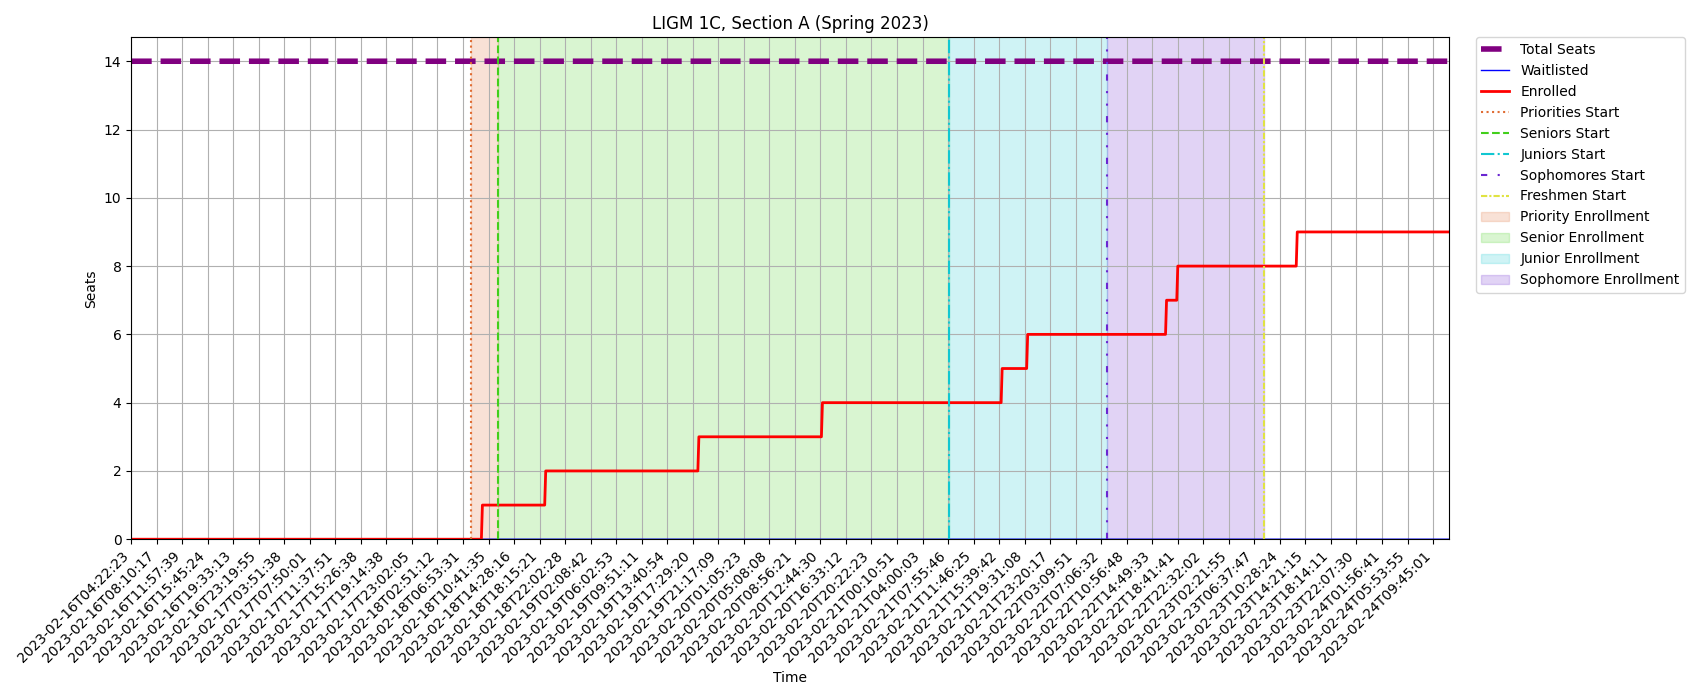 LIGM 1C, Section A (Spring 2023)
Total Seats
Waitlisted
Enrolled
Priorities Start
Seniors Start
Juniors Start
Sophomores Start
Freshmen Start
Priority Enrollment
Senior Enrollment
Junior Enrollment
Sophomore Enrollment
14
12
10
8
6
4
2
0
Seats
2023-02-16T04:22:23
2023-02-16T08:10:17
2023-02-16T11:57:39
2023-02-16T15:45:24
2023-02-16T19:33:13
2023-02-16T23:19:55
2023-02-17T03:51:38
2023-02-17T07:50:01
2023-02-17T11:37:51
2023-02-17T15:26:38
2023-02-17T19:14:38
2023-02-17T23:02:05
2023-02-18T02:51:12
2023-02-18T06:53:31
2023-02-18T10:41:35
2023-02-18T14:28:16
2023-02-18T18:15:21
2023-02-18T22:02:28
2023-02-19T02:08:42
2023-02-19T06:02:53
2023-02-19T09:51:11
2023-02-19T13:40:54
2023-02-19T17:29:20
2023-02-19T21:17:09
2023-02-20T01:05:23
2023-02-20T05:08:08
2023-02-20T08:56:21
2023-02-20T12:44:30
2023-02-20T16:33:12
2023-02-20T20:22:23
2023-02-21T00:10:51
2023-02-21T04:00:03
2023-02-21T07:55:46
2023-02-21T11:46:25
2023-02-21T15:39:42
2023-02-21T19:31:08
2023-02-21T23:20:17
2023-02-22T03:09:51
2023-02-22T07:06:32
2023-02-22T10:56:48
2023-02-22T14:49:33
2023-02-22T18:41:41
2023-02-22T22:32:02
2023-02-23T02:21:55
2023-02-23T06:37:47
2023-02-23T10:28:24
2023-02-23T14:21:15
2023-02-23T18:14:11
2023-02-23T22:07:30
2023-02-24T01:56:41
2023-02-24T05:53:55
2023-02-24T09:45:01
Time